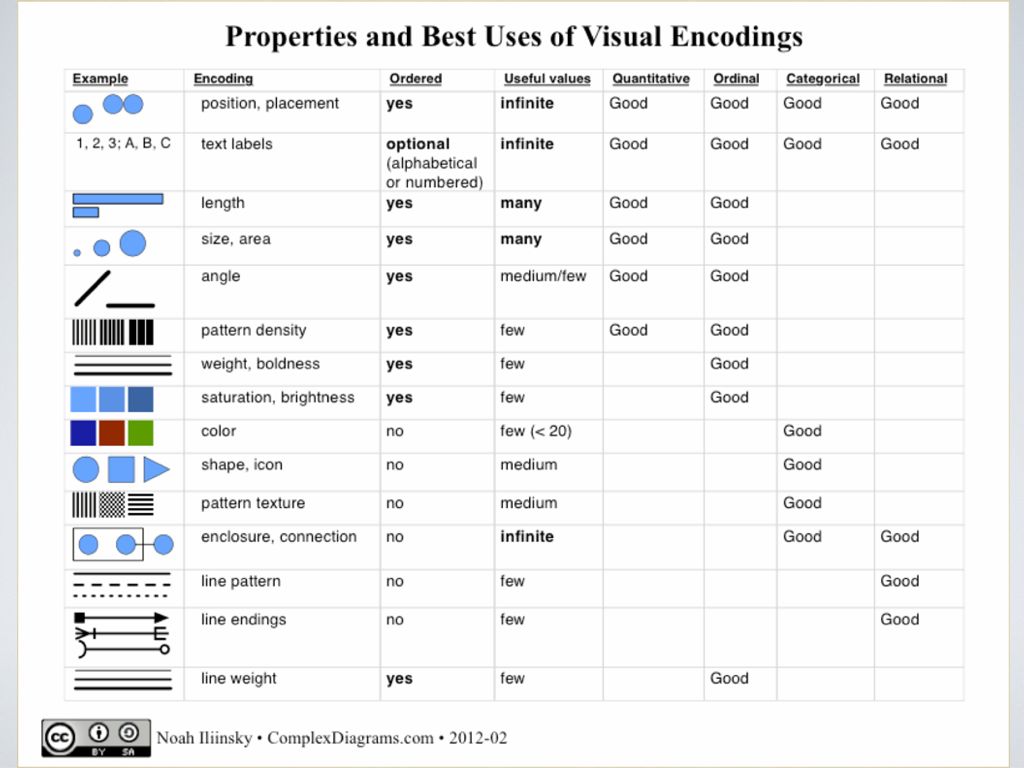 Properties and Best Uses of Visual Encodings
Example Encoding Ordered Useful values Quantitative Ordinal Categorical Relational
position, placement yes infinite Good Good Good Good
1, 2, 3; A, B, C text labels optional infinite Good Good Good Good
(alphabetical
or numbered)
length yes many Good Good
size, area yes many Good Good
angle yes medium/few Good Good
pattern density yes few Good Good
weight, boldness yes few Good
saturation, brightness yes few Good
color no few (< 20) Good
shape, icon no medium Good
pattern texture no medium Good
enclosure, connection no infinite Good Good
line pattern no few Good
line endings no few Good
line weight yes few Good
cc BY SA Noah Iliinsky • ComplexDiagrams.com • 2012-02